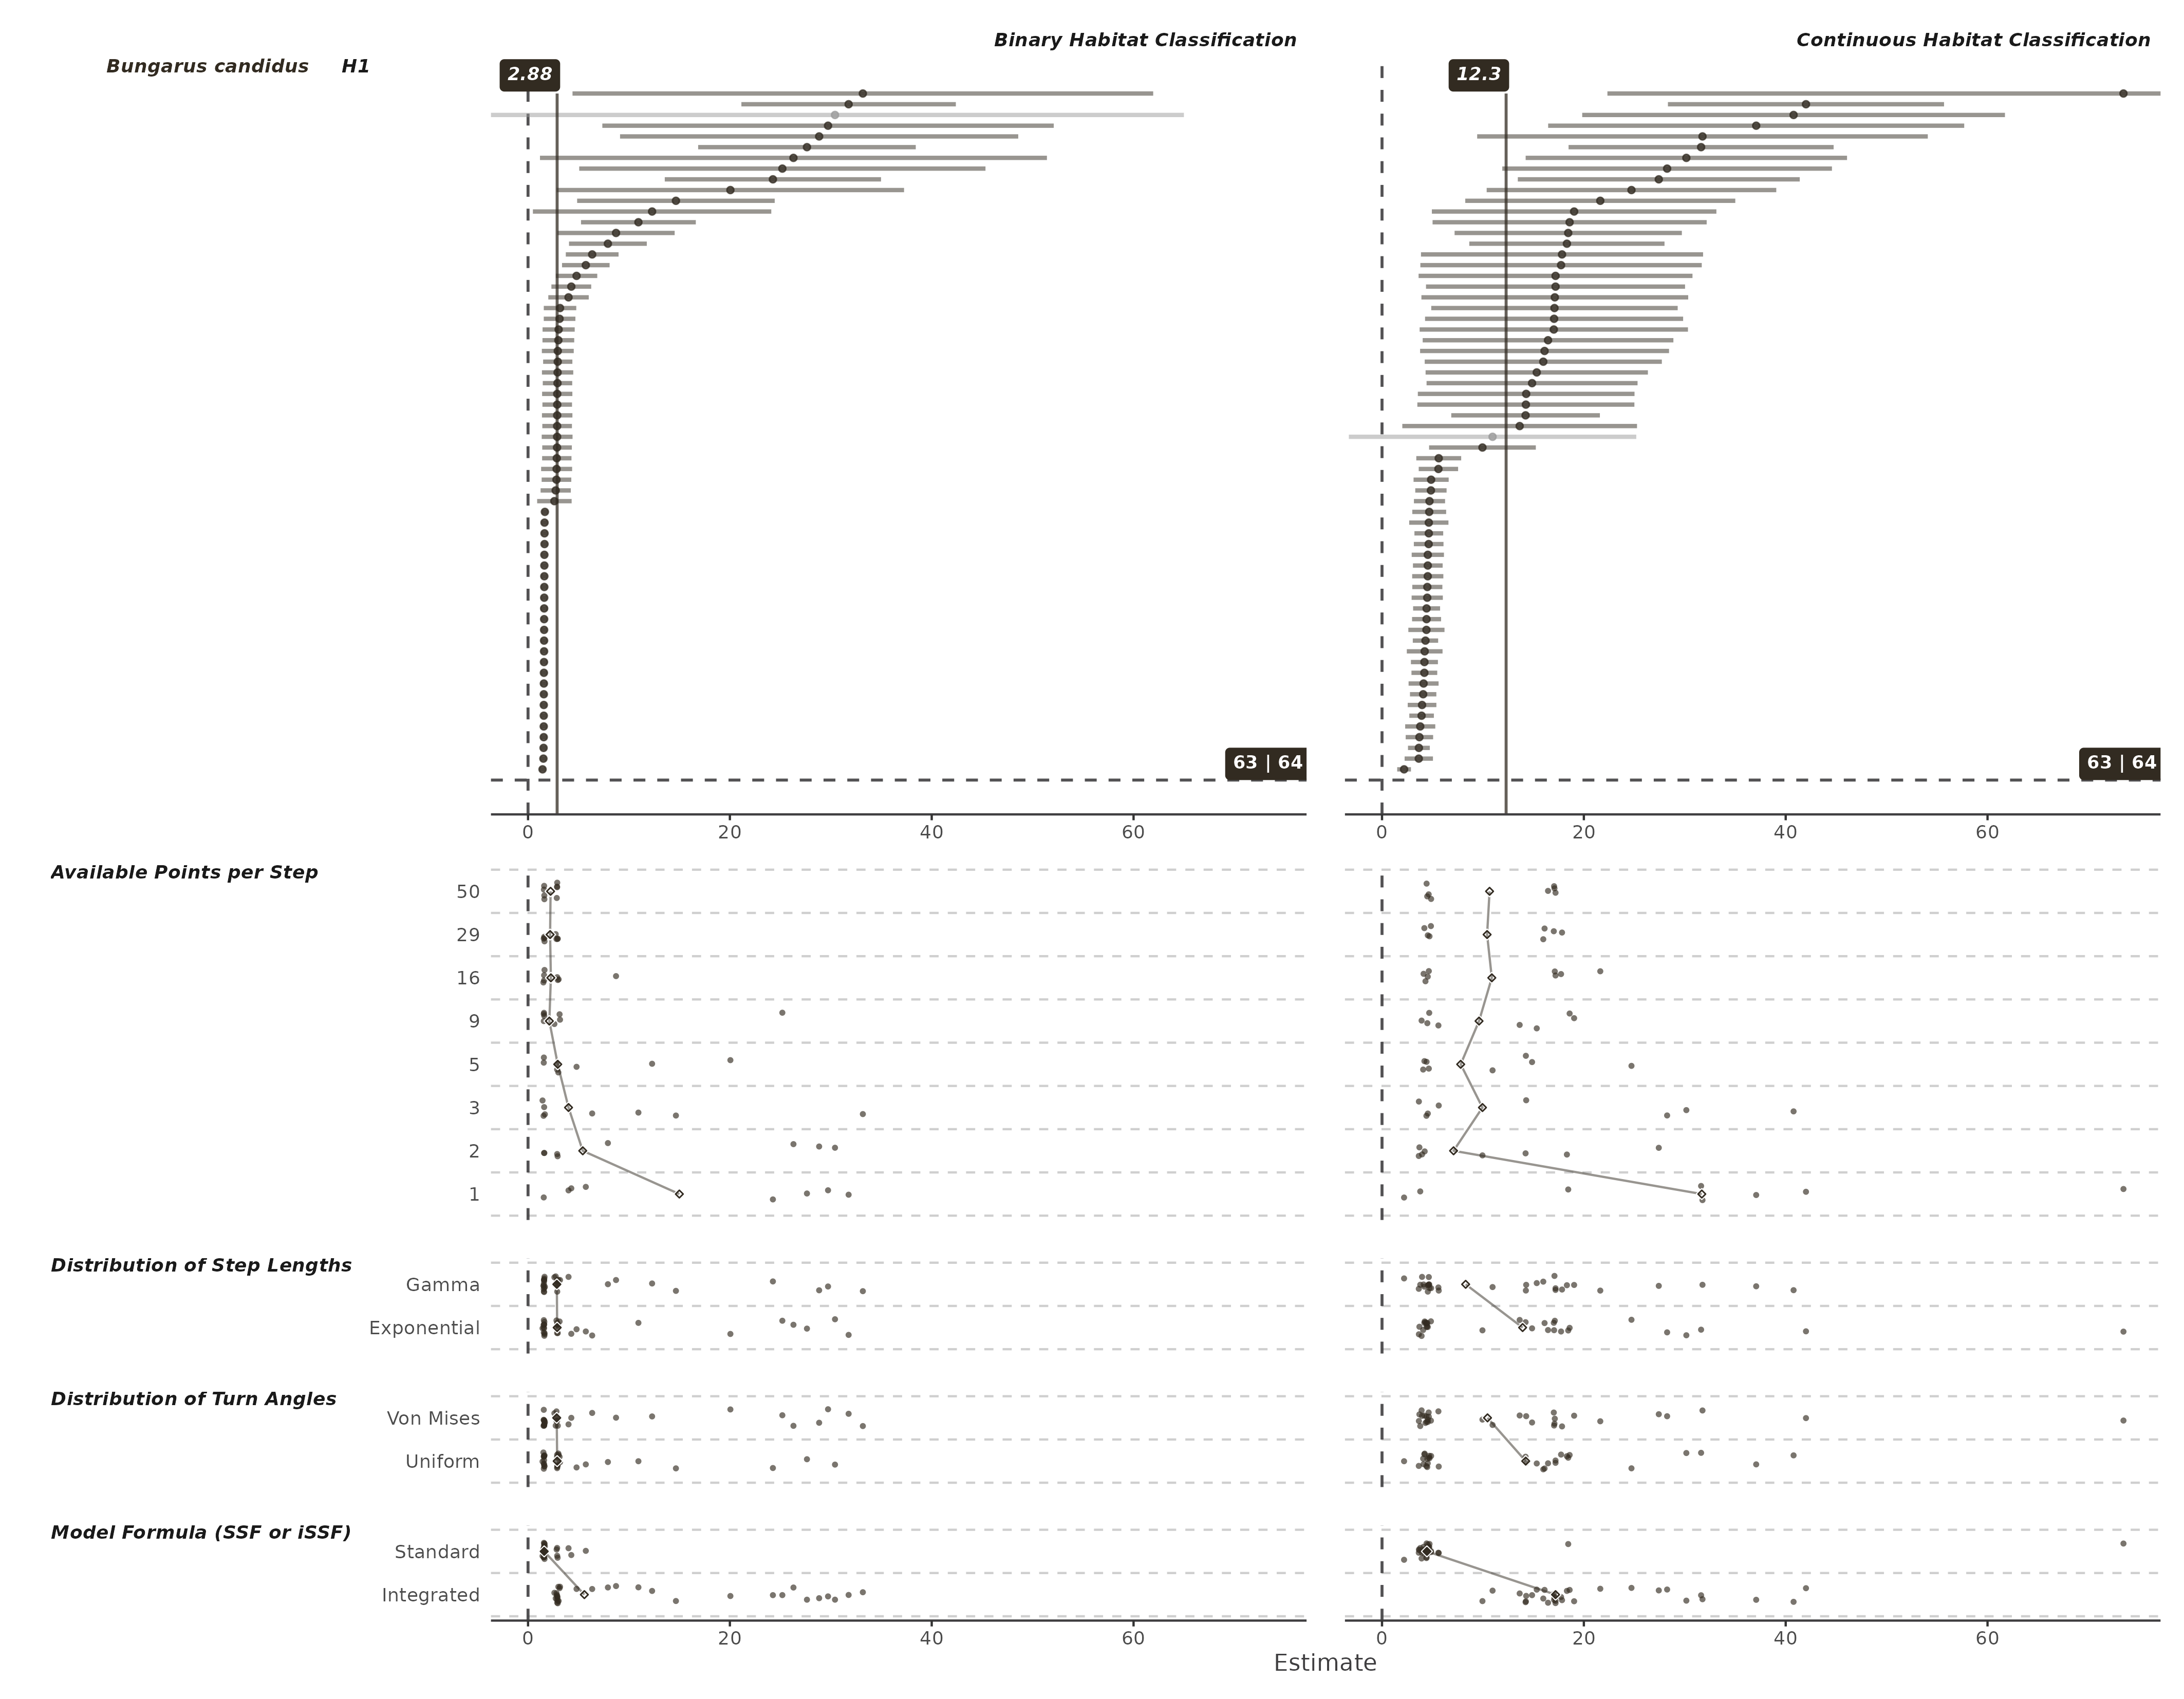 Binary Habitat Classification
Continuous Habitat Classification
Bungarus candidus H1
2.88
12.3
63 | 64
63 | 64
0 20 40 60
0 20 40 60
Available Points per Step
50
29
16
9
5
3
2
1
Distribution of Step Lengths
Gamma
Exponential
Distribution of Turn Angles
Von Mises
Uniform
Model Formula (SSF or iSSF)
Standard
Integrated
0 20 40 60
0 20 40 60
Estimate